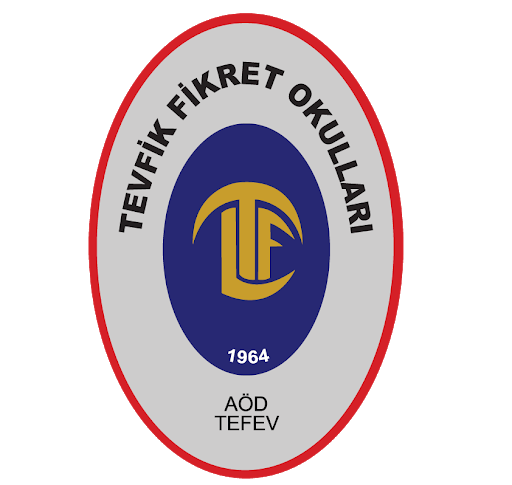 TEVFİK FİKRET OKULLARI
1964
AÖD
TEFEV